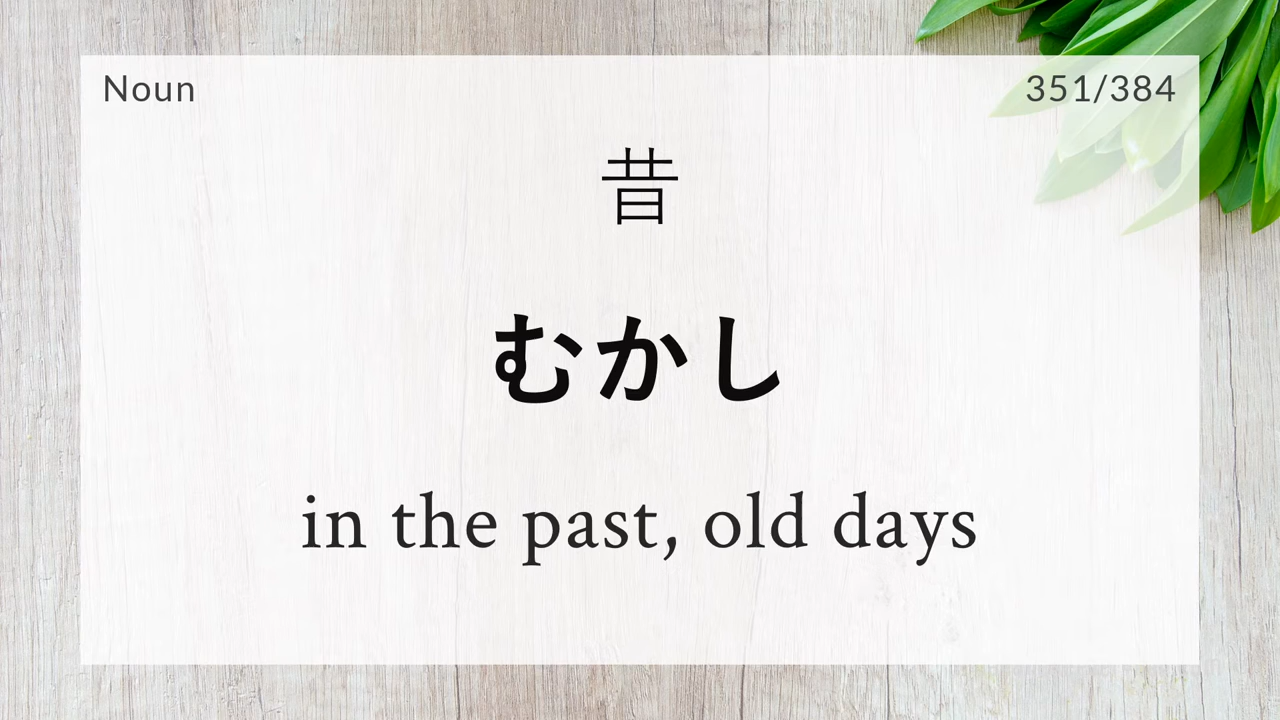 Noun
351/384
昔
むかし
in the past, old days